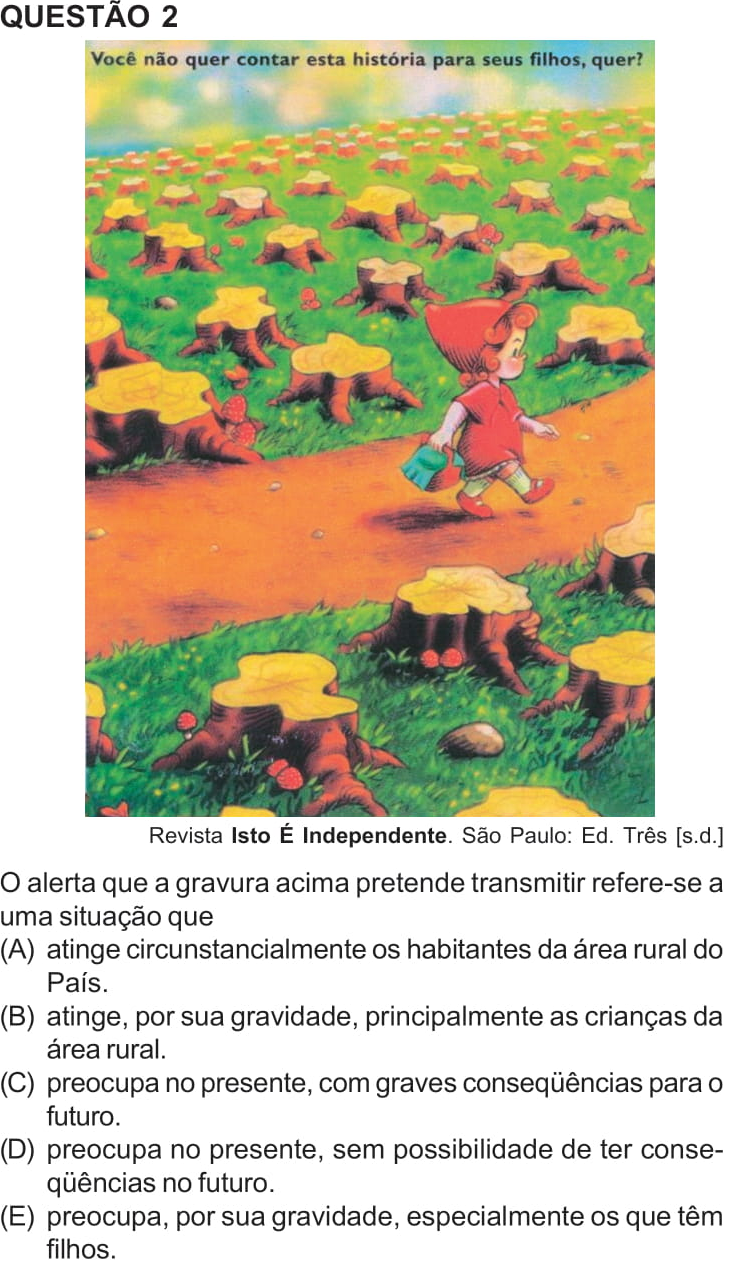 QUESTÃO 2
Você não quer contar esta história para seus filhos, quer?
Revista Isto É Independente. São Paulo: Ed. Três [s.d.]
O alerta que a gravura acima pretende transmitir refere-se a
uma situação que
(A) atinge circunstancialmente os habitantes da área rural do
País.
(B) atinge, por sua gravidade, principalmente as crianças da
área rural.
(C) preocupa no presente, com graves conseqüências para o
futuro.
(D) preocupa no presente, sem possibilidade de ter conse-
qüências no futuro.
(E) preocupa, por sua gravidade, especialmente os que têm
filhos.